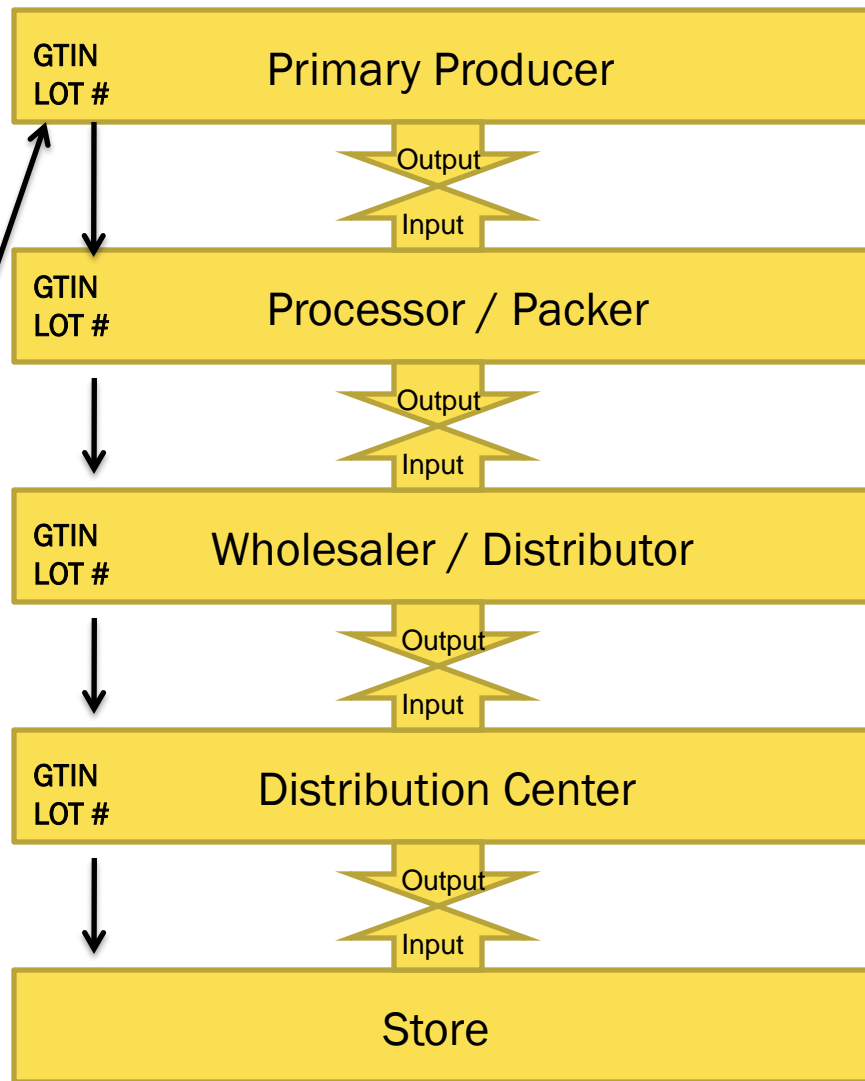 GTIN
LOT #
Primary Producer
Output
Input
GTIN
LOT #
Processor / Packer
Output
Input
GTIN
LOT #
Wholesaler / Distributor
Output
Input
GTIN
LOT #
Distribution Center
Output
Input
Store